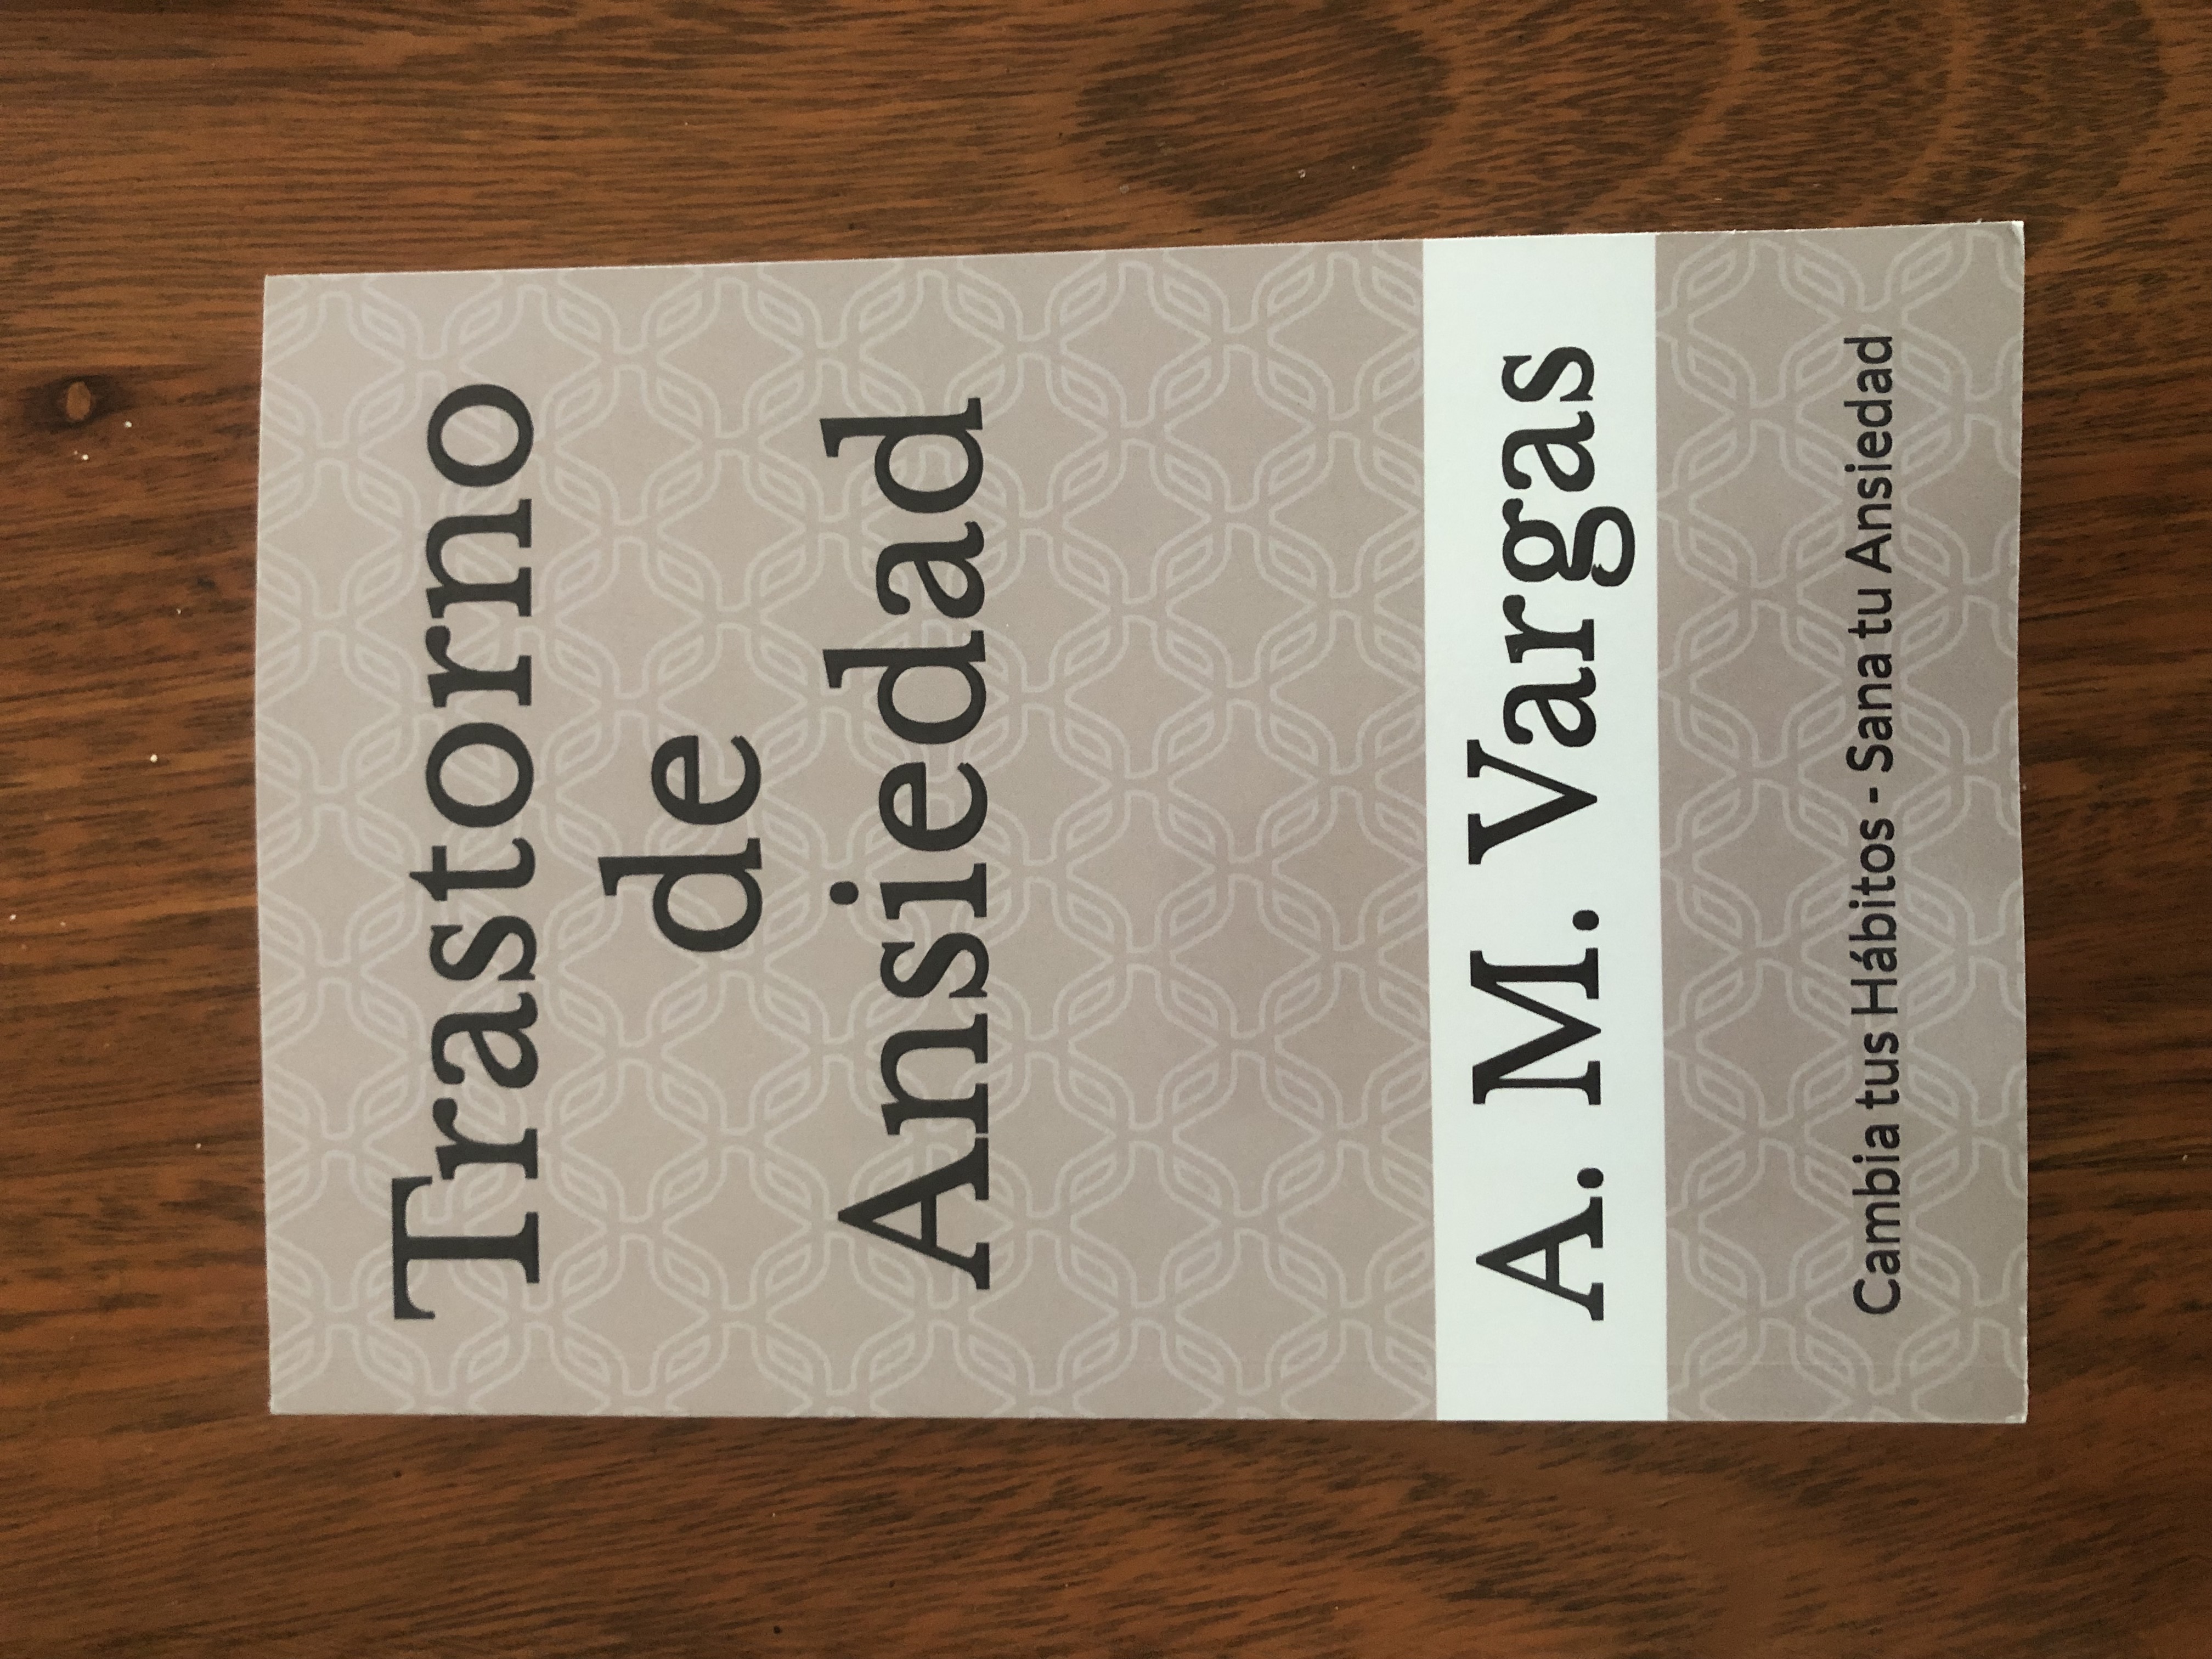 Trastorno
de
Ansiedad
A. M. Vargas
Cambia tus Hábitos - Sana tu Ansiedad